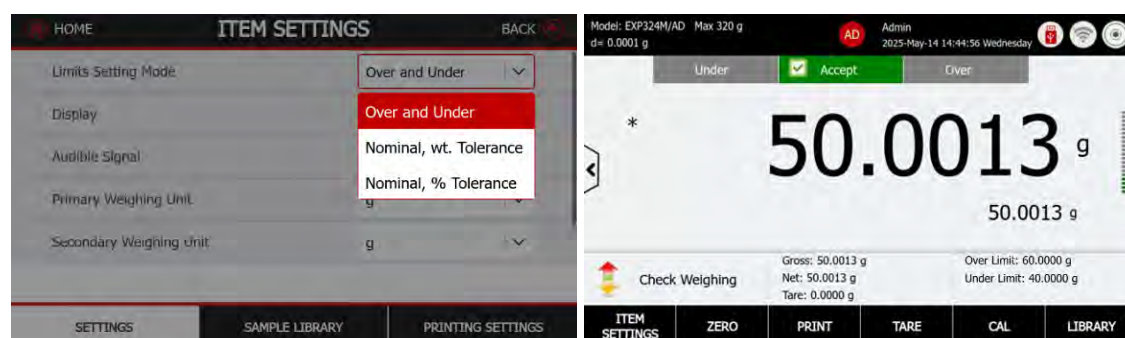 HOME ITEM SETTINGS BACK
Limits Setting Mode Over and Under
Display Over and Under
Audible Signal Nominal, wt. Tolerance
Nominal, % Tolerance
Primary Weighing Unit g
Secondary Weighing Unit g
SETTINGS SAMPLE LIBRARY PRINTING SETTINGS
Model: EXP324M/AD Max 320 g
d= 0.0001 g
AD
Admin
2025-May-14 14:44:56 Wednesday
Under Accept Over
* 50.0013 g
50.0013 g
Check Weighing
Gross: 50.0013 g
Net: 50.0013 g
Tare: 0.0000 g
Over Limit: 60.0000 g
Under Limit: 40.0000 g
ITEM SETTINGS ZERO PRINT TARE CAL LIBRARY